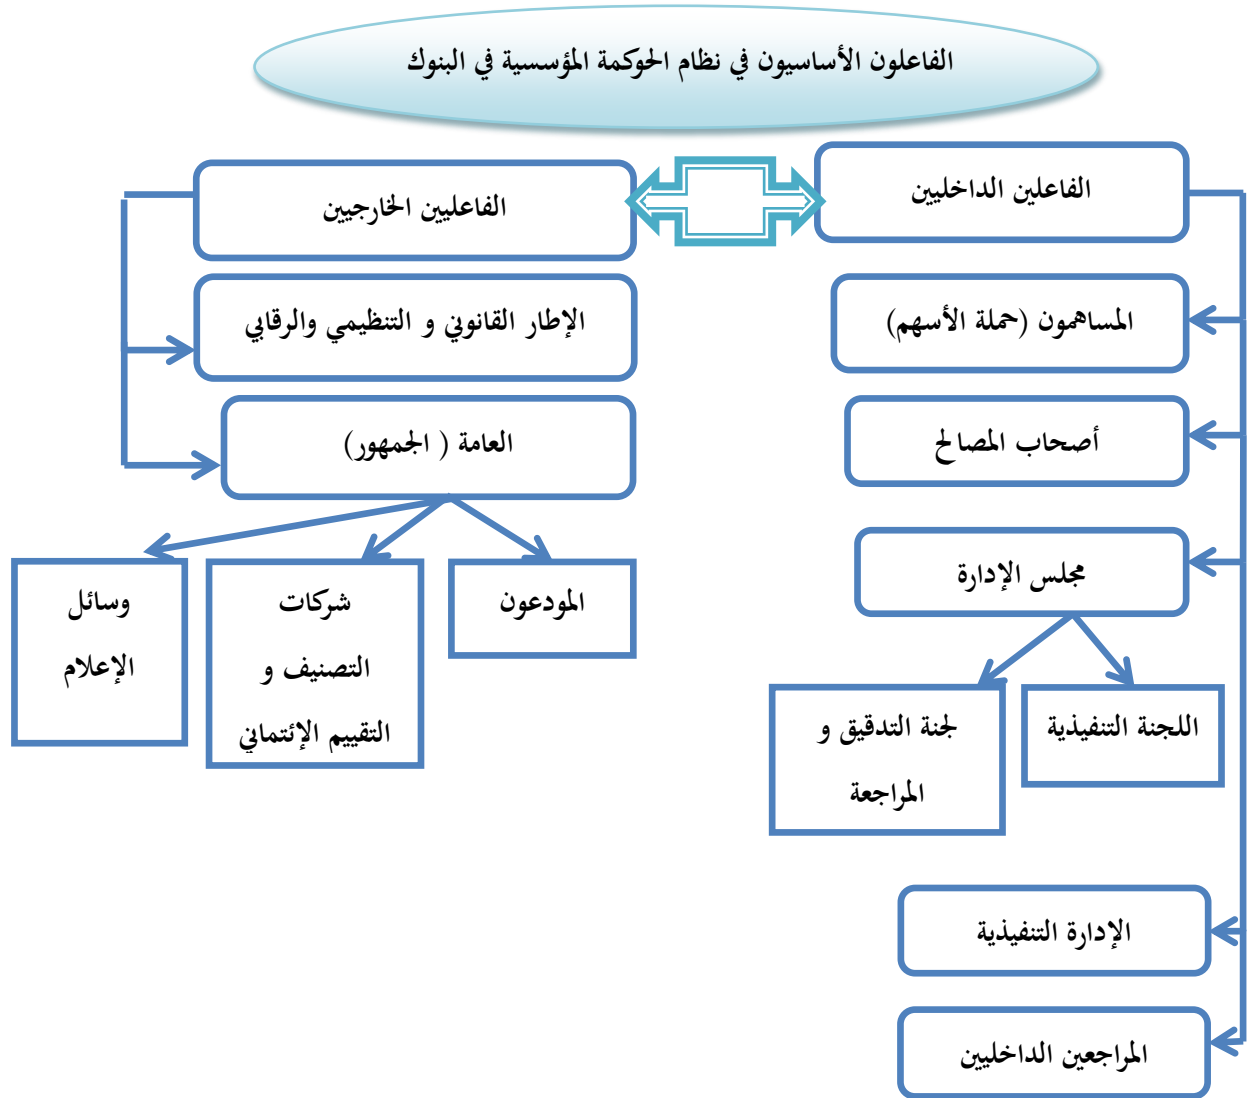 الفاعلون الأساسيون في نظام الحوكمة المؤسسية في البنوك
الفاعلين الداخليين
الفاعليين الخارجيين
المساهمون (حملة الأسهم)
الإطار القانوني و التنظيمي والرقابي
أصحاب المصالح
العامة ( الجمهور)
مجلس الإدارة
المودعون
شركات
التصنيف و
التقييم الإئتماني
وسائل
الإعلام
اللجنة التنفيذية
لجنة التدقيق و
المراجعة
الإدارة التنفيذية
المراجعين الداخليين